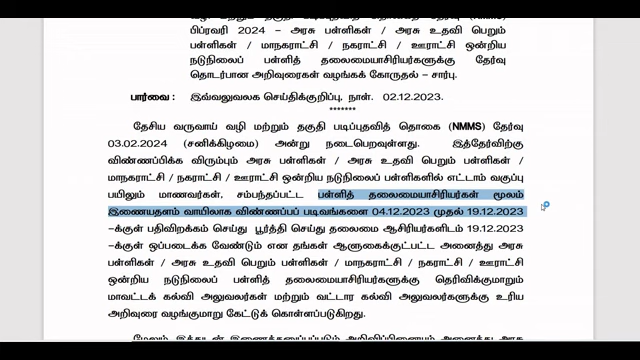 பிப்ரவரி 2024 – அரசு பள்ளிகள் / அரசு உதவி பெறும்
பள்ளிகள் / மாநகராட்சி / நகராட்சி / ஊராட்சி ஒன்றிய
நடுநிலைப் பள்ளித் தலைமையாசிரியர்களுக்கு தேர்வு
தொடர்பான அறிவுரைகள் வழங்கக் கோருதல் – சார்பு.
பார்வை : இவ்வலுவலக செய்திக்குறிப்பு, நாள். 02.12.2023.
*******
தேசிய வருவாய் வழி மற்றும் தகுதி படிப்புதவித் தொகை (NMMS) தேர்வு
03.02.2024 (சனிக்கிழமை) அன்று நடைபெறவுள்ளது. இத்தேர்விற்கு
விண்ணப்பிக்க விரும்பும் அரசு பள்ளிகள் / அரசு உதவி பெறும் பள்ளிகள் /
மாநகராட்சி / நகராட்சி / ஊராட்சி ஒன்றிய நடுநிலைப் பள்ளிகளில் எட்டாம் வகுப்பு
பயிலும் மாணவர்கள், சம்பந்தப்பட்ட பள்ளித் தலைமையாசிரியர்கள் மூலம்
இணையதளம் வாயிலாக விண்ணப்பப் படிவங்களை 04.12.2023 முதல் 19.12.2023
-க்குள் பதிவிறக்கம் செய்து பூர்த்தி செய்து தலைமை ஆசிரியர்களிடம் 19.12.2023
-க்குள் ஒப்படைக்க வேண்டும் என தங்கள் ஆளுகைக்குட்பட்ட அனைத்து அரசு
பள்ளிகள் / அரசு உதவி பெறும் பள்ளிகள் / மாநகராட்சி / நகராட்சி / ஊராட்சி
ஒன்றிய நடுநிலைப் பள்ளித் தலைமையாசிரியர்களுக்கு தெரிவிக்குமாறும்
மாவட்டக் கல்வி அலுவலர்கள் மற்றும் வட்டார கல்வி அலுவலர்களுக்கு உரிய
அறிவுரை வழங்குமாறு கேட்டுக் கொள்ளப்படுகிறது.